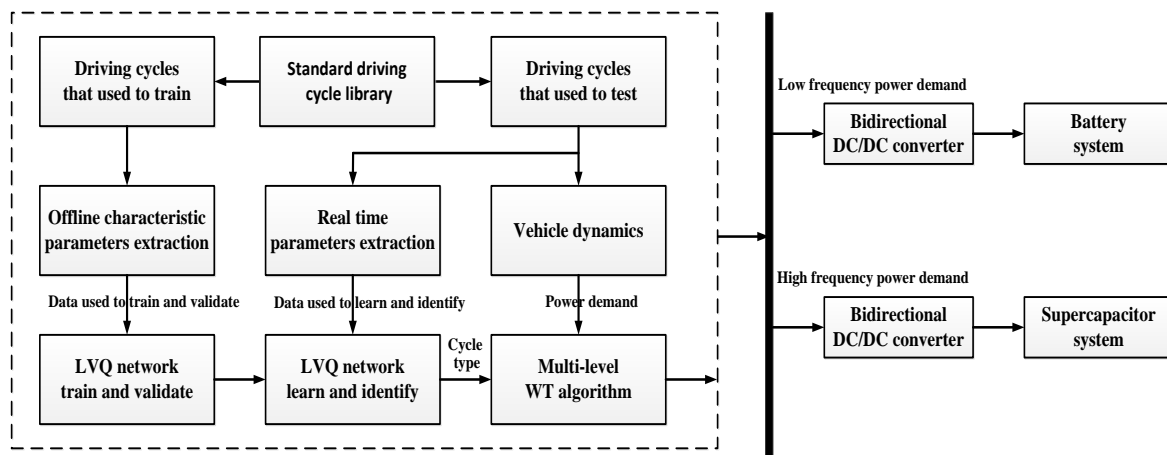 Driving cycles
that used to train
Standard driving
cycle library
Driving cycles
that used to test
Offline characteristic
parameters extraction
Real time
parameters extraction
Vehicle dynamics
Data used to train and validate
Data used to learn and identify
Power demand
LVQ network
train and validate
LVQ network
learn and identify
Cycle
type
Multi-level
WT algorithm
Low frequency power demand
Bidirectional
DC/DC converter
Battery
system
High frequency power demand
Bidirectional
DC/DC converter
Supercapacitor
system